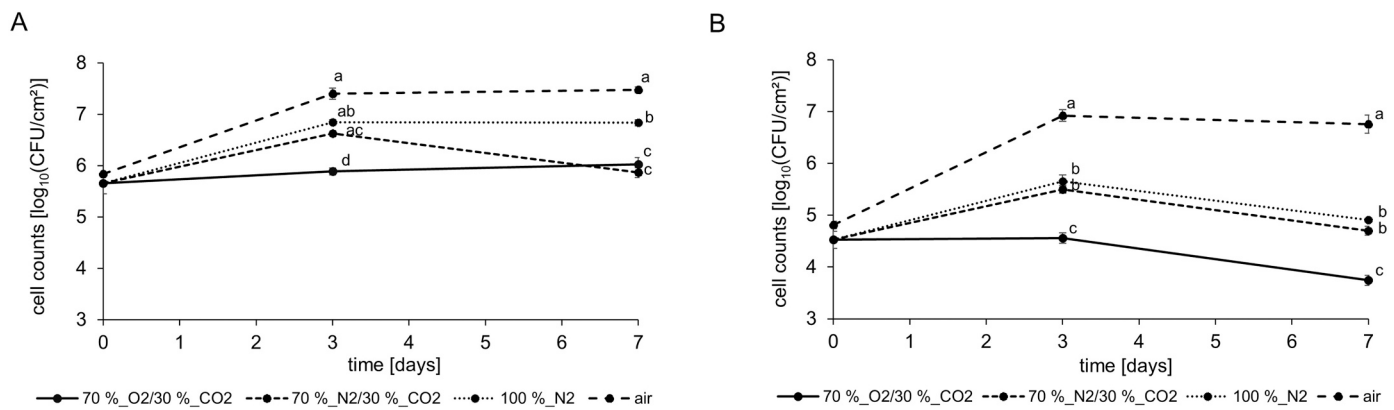 A
cell counts [log₁₀(CFU/cm²)]
8
7
6
5
4
3
a
ab
ac
d
a
b
c
c
0 1 2 3 4 5 6 7
time [days]
70 %_O2/30 %_CO2 70 %_N2/30 %_CO2 100 %_N2 air
B
cell counts [log₁₀(CFU/cm²)]
8
7
6
5
4
3
a
b
b
c
a
b
b
c
0 1 2 3 4 5 6 7
time [days]
70 %_O2/30 %_CO2 70 %_N2/30 %_CO2 100 %_N2 air